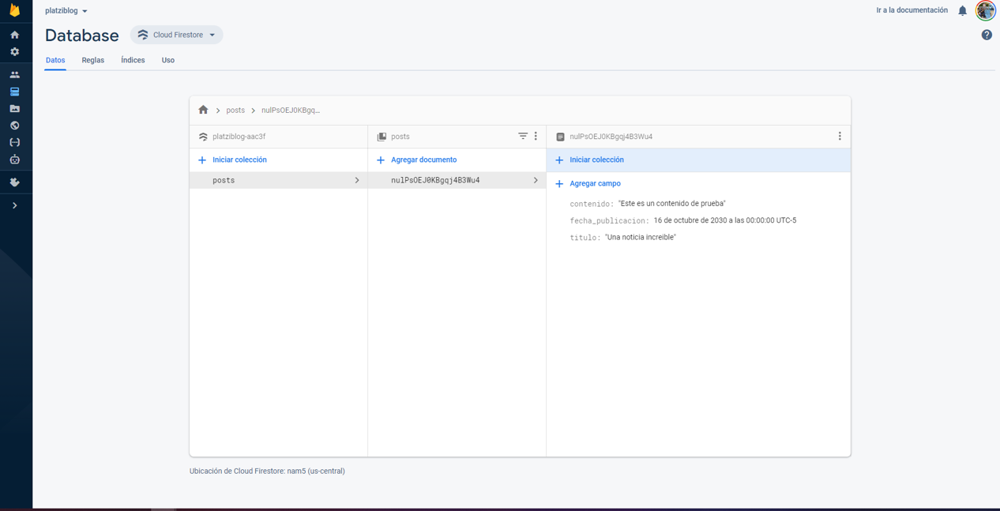 platziblog
Ir a la documentación
Database
Cloud Firestore
Datos Reglas Índices Uso
posts nulPsOEJ0KBgq...
platziblog-aac3f
posts
nulPsOEJ0KBgqj4B3Wu4
Iniciar colección
Agregar documento
Iniciar colección
posts
nulPsOEJ0KBgqj4B3Wu4
Agregar campo
contenido: "Este es un contenido de prueba"
fecha_publicacion: 16 de octubre de 2030 a las 00:00:00 UTC-5
titulo: "Una noticia increible"
Ubicación de Cloud Firestore: nam5 (us-central)